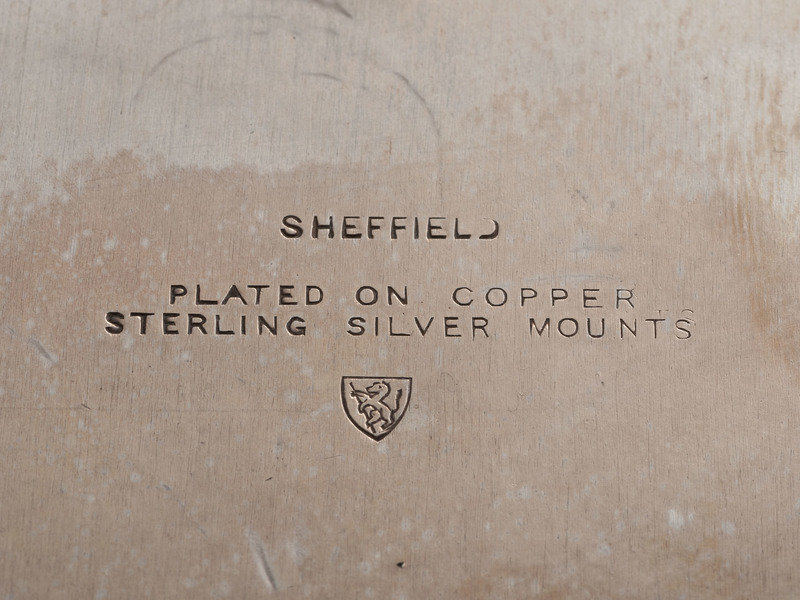 SHEFFIELD
PLATED ON COPPER
STERLING SILVER MOUNTS